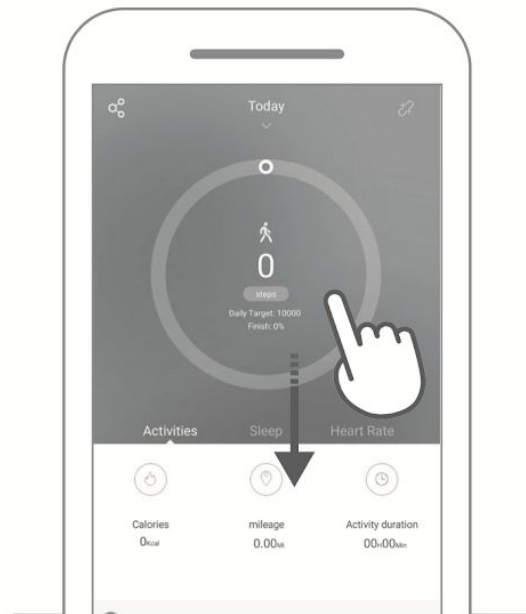 Today
0
steps
Daily Target: 10000
Finish: 0%
Activities Sleep Heart Rate
Calories mileage Activity duration
0Kcal 0.00Mi 00H00Min